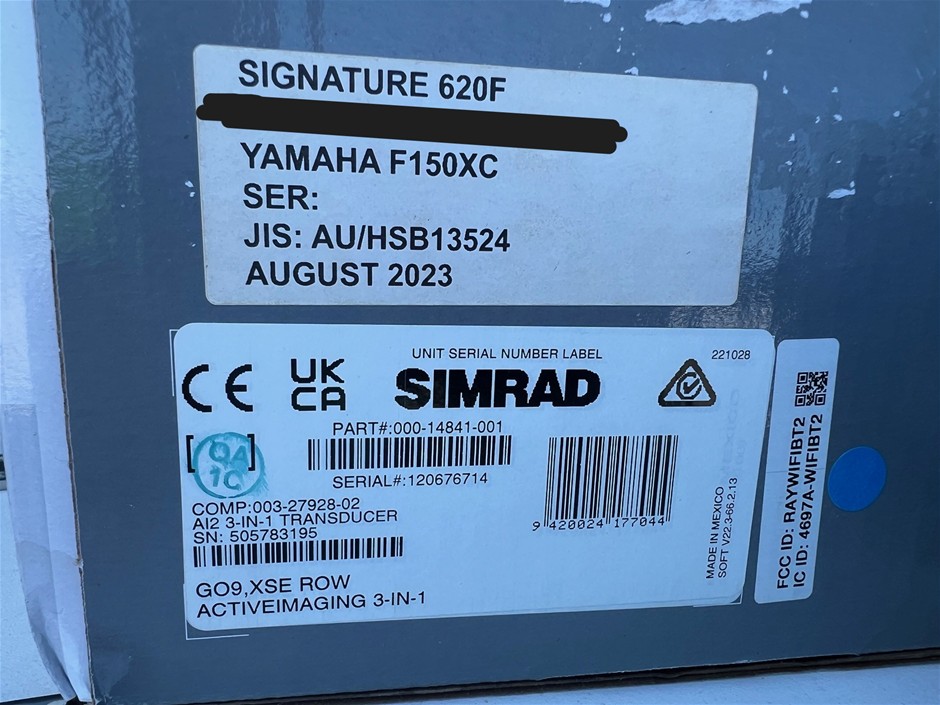 SIGNATURE 620F
YAMAHA F150XC
SER:
JIS: AU/HSB13524
AUGUST 2023
UNIT SERIAL NUMBER LABEL
221028
CE
UK
CA
SIMRAD
PART#:000-14841-001
SERIAL#:120676714
QA
1C
COMP:003-27928-02
AI2 3-IN-1 TRANSDUCER
SN: 505783195
9 420024 177044
GO9,XSE ROW
ACTIVEIMAGING 3-IN-1
MADE IN MEXICO
SOFT V22.3-66.2.13
FCC ID: RAYWIFIBT2
IC ID: 4697A-WIFIBT2